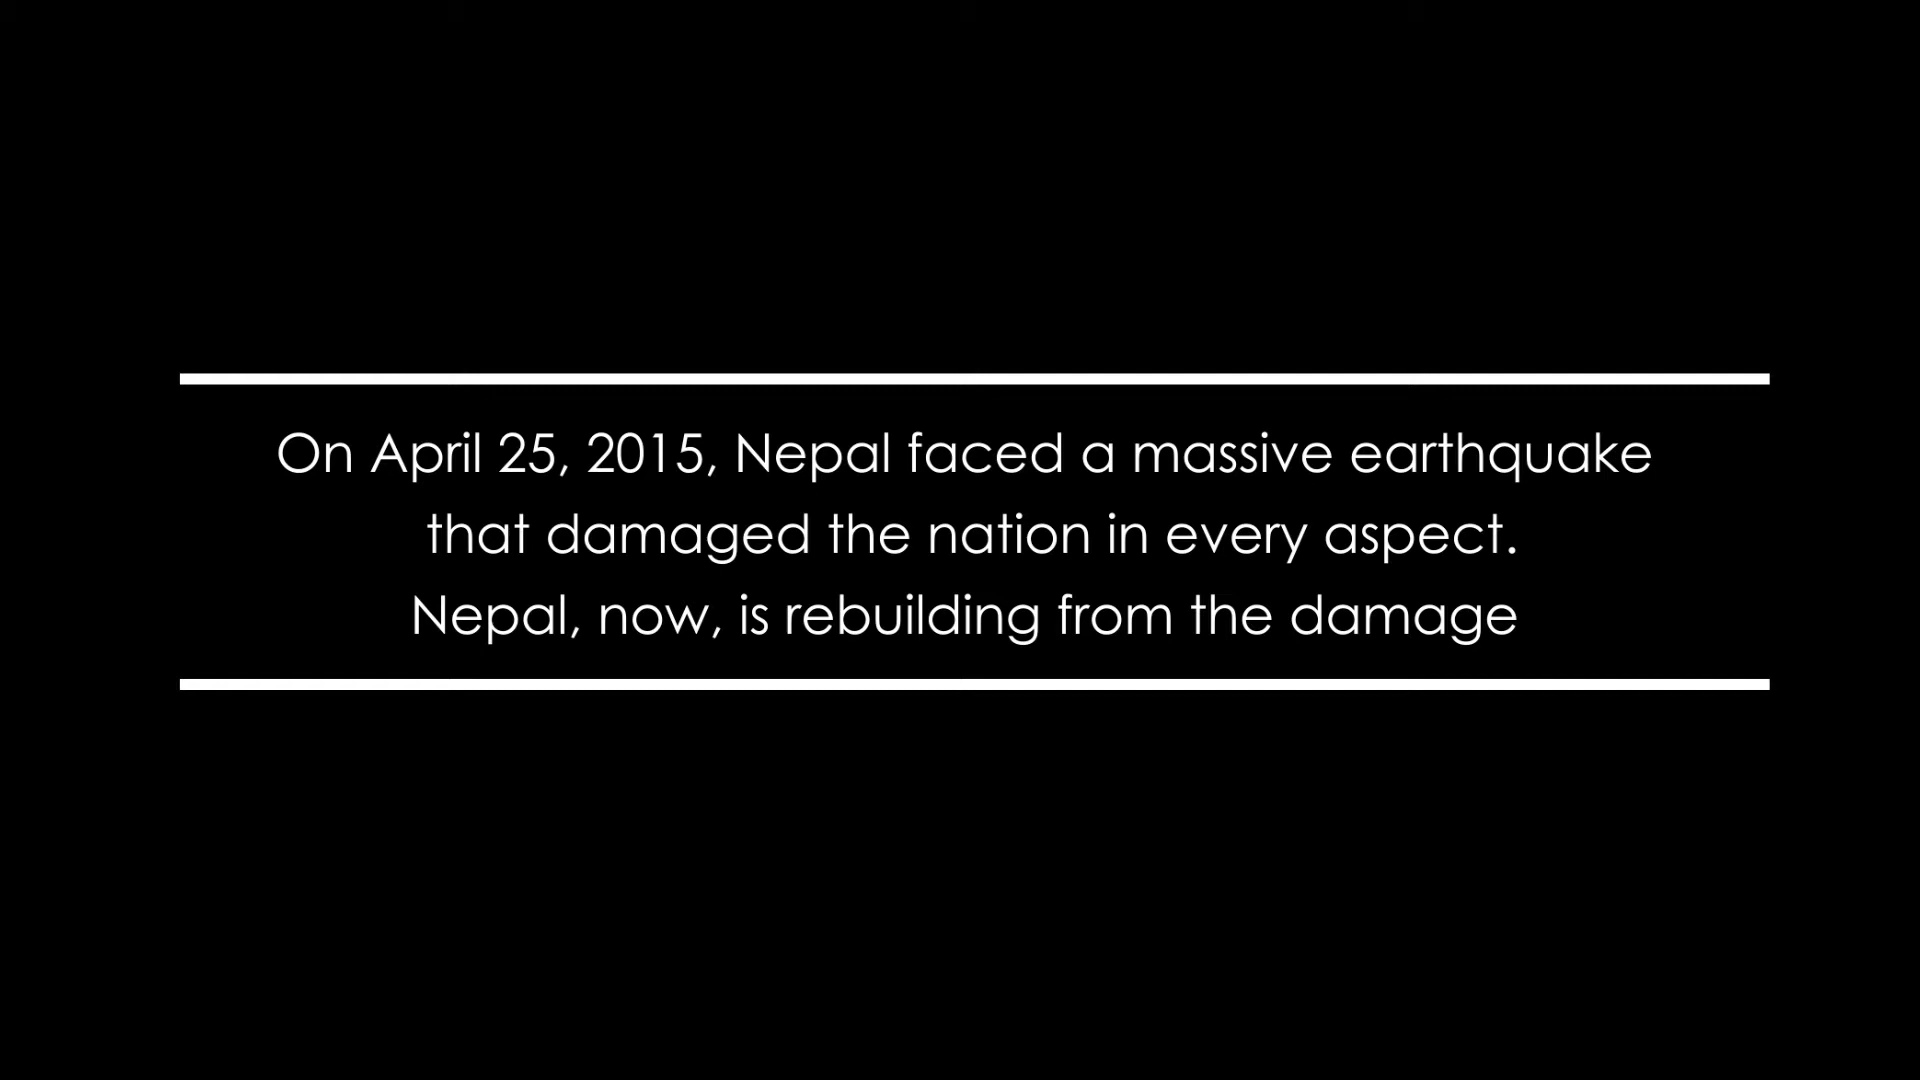 On April 25, 2015, Nepal faced a massive earthquake
that damaged the nation in every aspect.
Nepal, now, is rebuilding from the damage